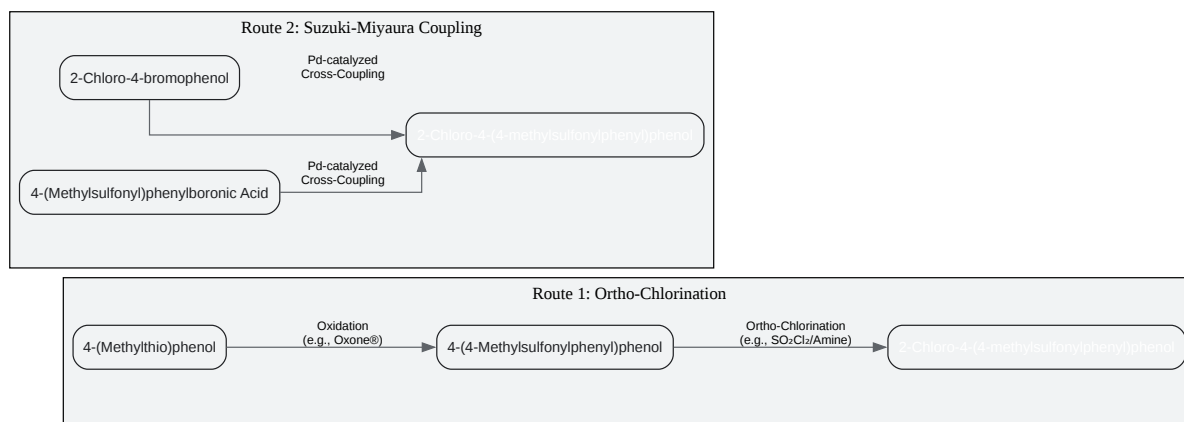 Route 2: Suzuki-Miyaura Coupling
2-Chloro-4-bromophenol
Pd-catalyzed
Cross-Coupling
2-Chloro-4-(4-methylsulfonylphenyl)phenol
4-(Methylsulfonyl)phenylboronic Acid
Pd-catalyzed
Cross-Coupling
Route 1: Ortho-Chlorination
4-(Methylthio)phenol
Oxidation
(e.g., Oxone®)
4-(4-Methylsulfonylphenyl)phenol
Ortho-Chlorination
(e.g., SO₂Cl₂/Amine)
2-Chloro-4-(4-methylsulfonylphenyl)phenol